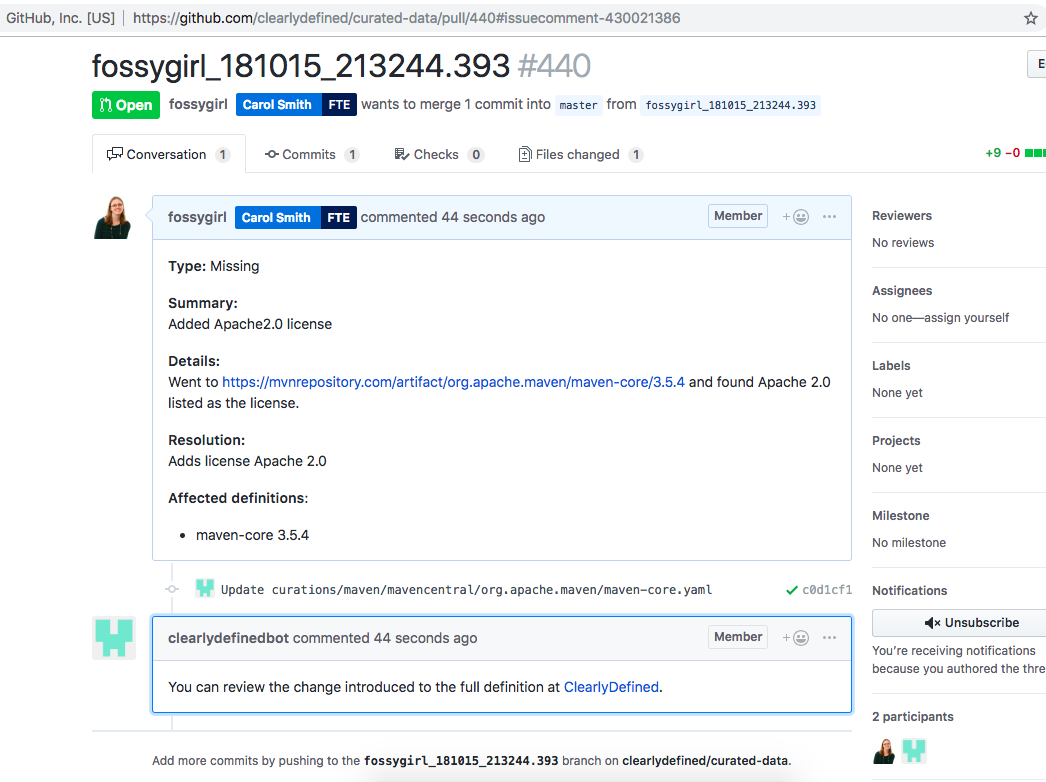 GitHub, Inc. [US] https://github.com/clearlydefined/curated-data/pull/440#issuecomment-430021386
fossygirl_181015_213244.393 #440
E
Open fossygirl Carol Smith FTE wants to merge 1 commit into master from fossygirl_181015_213244.393
Conversation 1 Commits 1 Checks 0 Files changed 1 +9 −0
fossygirl Carol Smith FTE commented 44 seconds ago Member
Type: Missing
Summary:
Added Apache2.0 license
Details:
Went to https://mvnrepository.com/artifact/org.apache.maven/maven-core/3.5.4 and found Apache 2.0
listed as the license.
Resolution:
Adds license Apache 2.0
Affected definitions:
maven-core 3.5.4
Update curations/maven/mavencentral/org.apache.maven/maven-core.yaml c0d1cf1
clearlydefinedbot commented 44 seconds ago Member
You can review the change introduced to the full definition at ClearlyDefined.
Add more commits by pushing to the fossygirl_181015_213244.393 branch on clearlydefined/curated-data.
Reviewers
No reviews
Assignees
No one—assign yourself
Labels
None yet
Projects
None yet
Milestone
No milestone
Notifications
Unsubscribe
You're receiving notifications
because you authored the thre
2 participants